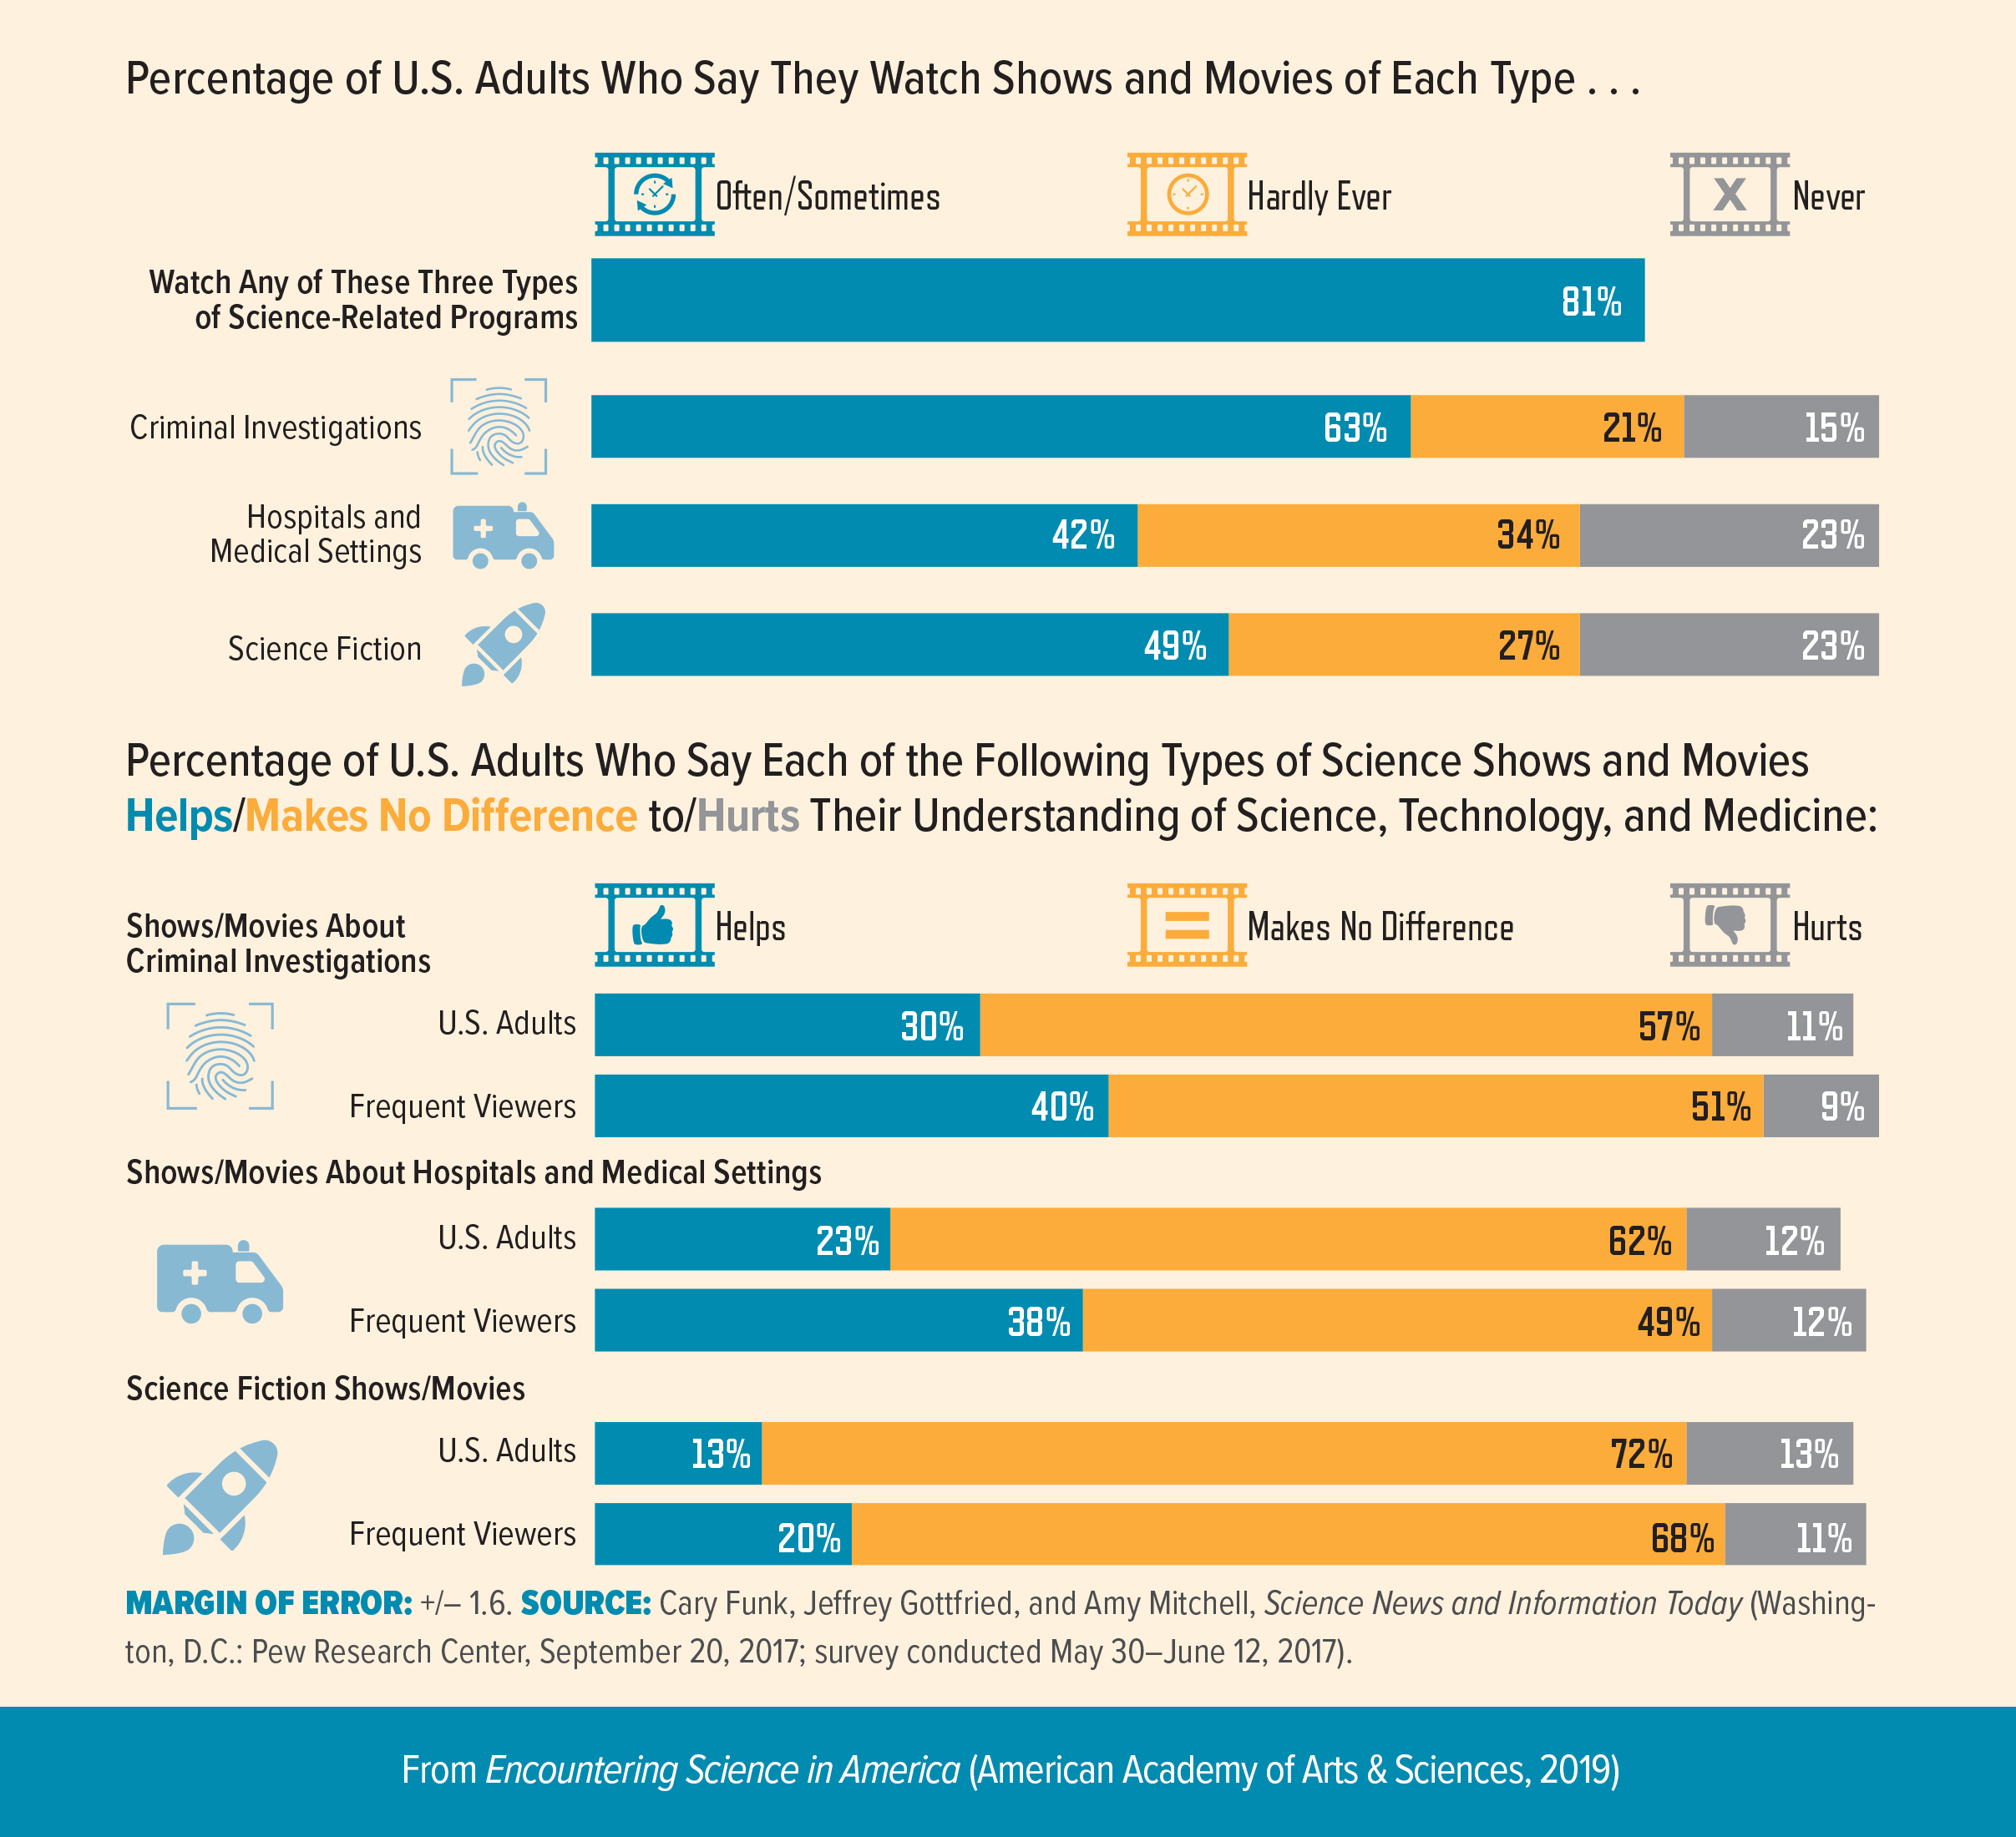 Percentage of U.S. Adults Who Say They Watch Shows and Movies of Each Type . . .
Often/Sometimes
Hardly Ever
X
Never
Watch Any of These Three Types
of Science-Related Programs
81%
Criminal Investigations
63%
21%
15%
Hospitals and
Medical Settings
42%
34%
23%
Science Fiction
49%
27%
23%
Percentage of U.S. Adults Who Say Each of the Following Types of Science Shows and Movies
Helps/Makes No Difference to/Hurts Their Understanding of Science, Technology, and Medicine:
Shows/Movies About
Criminal Investigations
Helps
Makes No Difference
Hurts
U.S. Adults
30%
57%
11%
Frequent Viewers
40%
51%
9%
Shows/Movies About Hospitals and Medical Settings
U.S. Adults
23%
62%
12%
Frequent Viewers
38%
49%
12%
Science Fiction Shows/Movies
U.S. Adults
13%
72%
13%
Frequent Viewers
20%
68%
11%
MARGIN OF ERROR: +/– 1.6. SOURCE: Cary Funk, Jeffrey Gottfried, and Amy Mitchell, Science News and Information Today (Washing-
ton, D.C.: Pew Research Center, September 20, 2017; survey conducted May 30–June 12, 2017).
From Encountering Science in America (American Academy of Arts & Sciences, 2019)